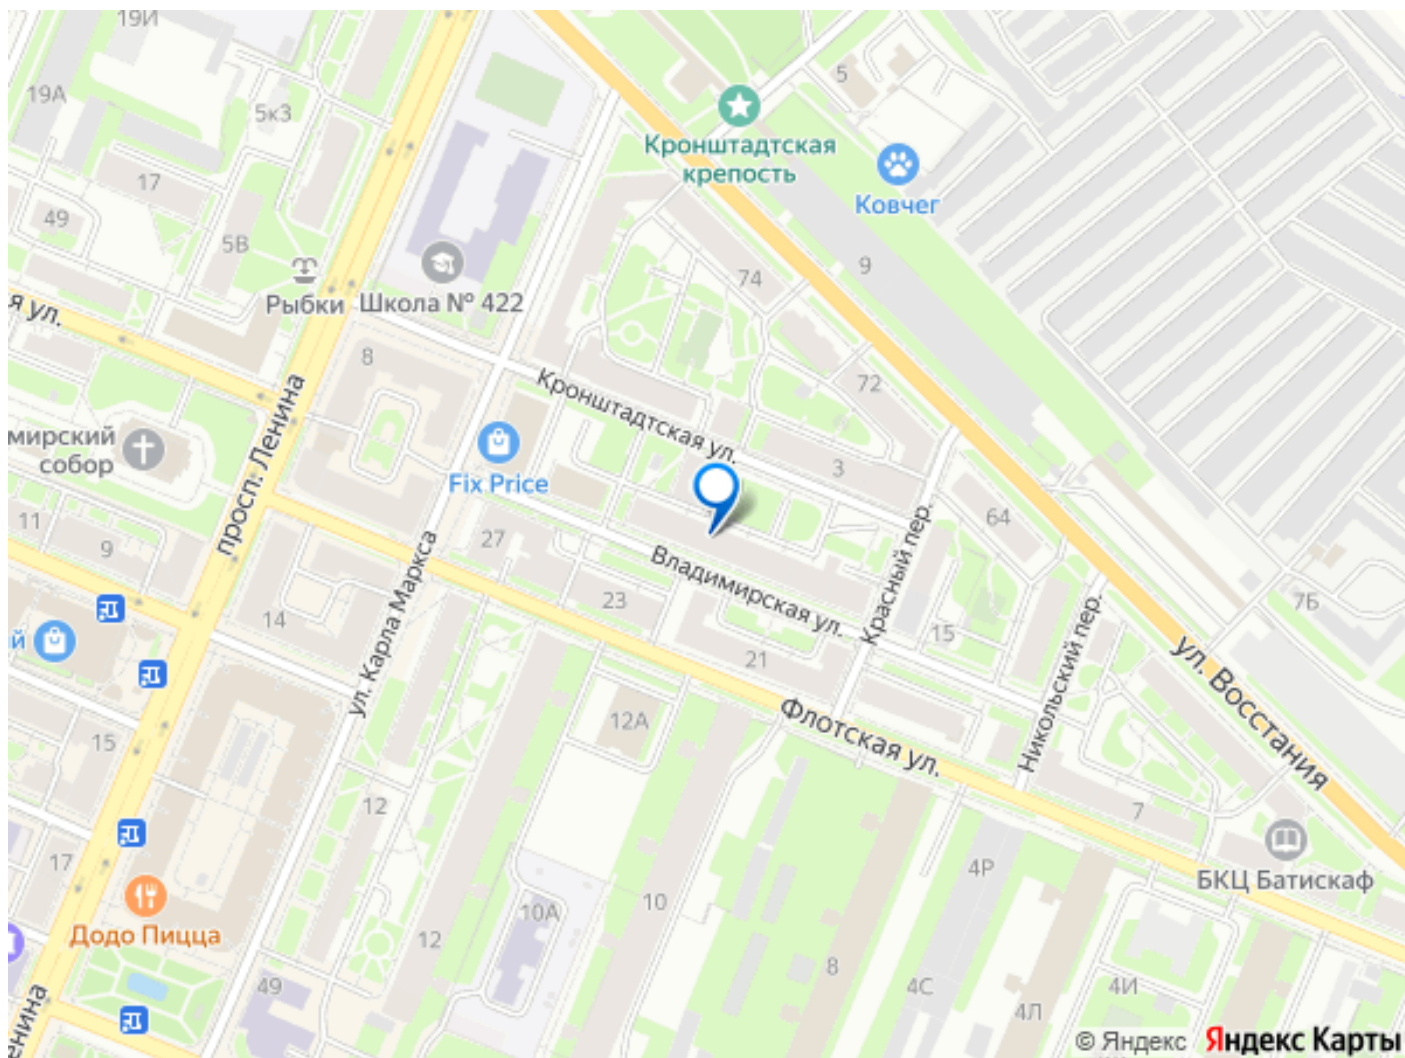 19И
19А
5к3
5
Кронштадтская
крепость
Ковчег
17
49
5В
74
9
Рыбки
Школа № 422
я ул.
8
72
Кронштадтская ул.
мирский
собор
просп. Ленина
Fix Price
3
11
9
27
64
Красный пер.
ул. Карла Маркса
Владимирская ул.
23
7Б
14
15
Никольский пер.
й
21
ул. Восстания
12А
Флотская ул.
15
12
7
17
4Р
БКЦ Батискаф
Додо Пицца
10А
10
12
8
49
4С
4И
4Л
енина
© Яндекс Яндекс Карты